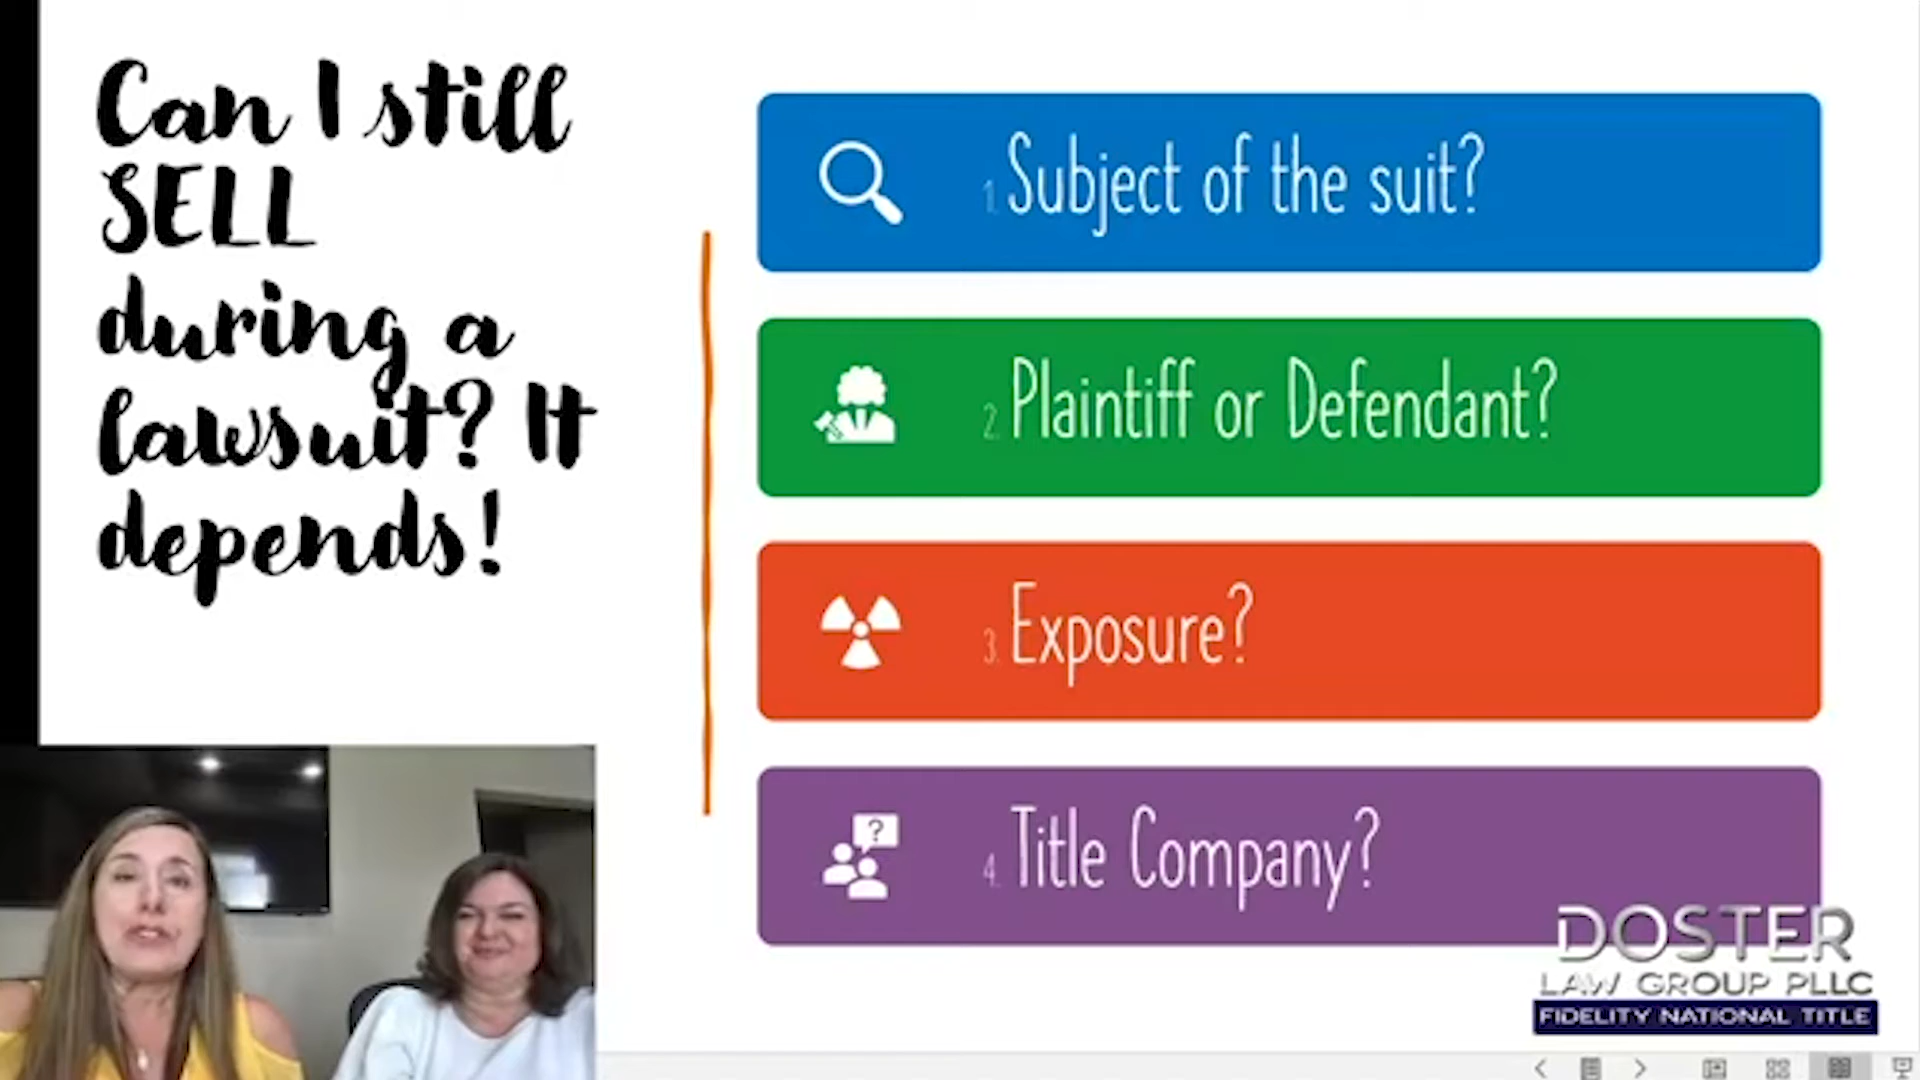 Can I still
SELL
during a
lawsuit? It
depends!
1. Subject of the suit?
2. Plaintiff or Defendant?
3. Exposure?
?
4. Title Company?
DOSTER
LAW GROUP PLLC
FIDELITY NATIONAL TITLE